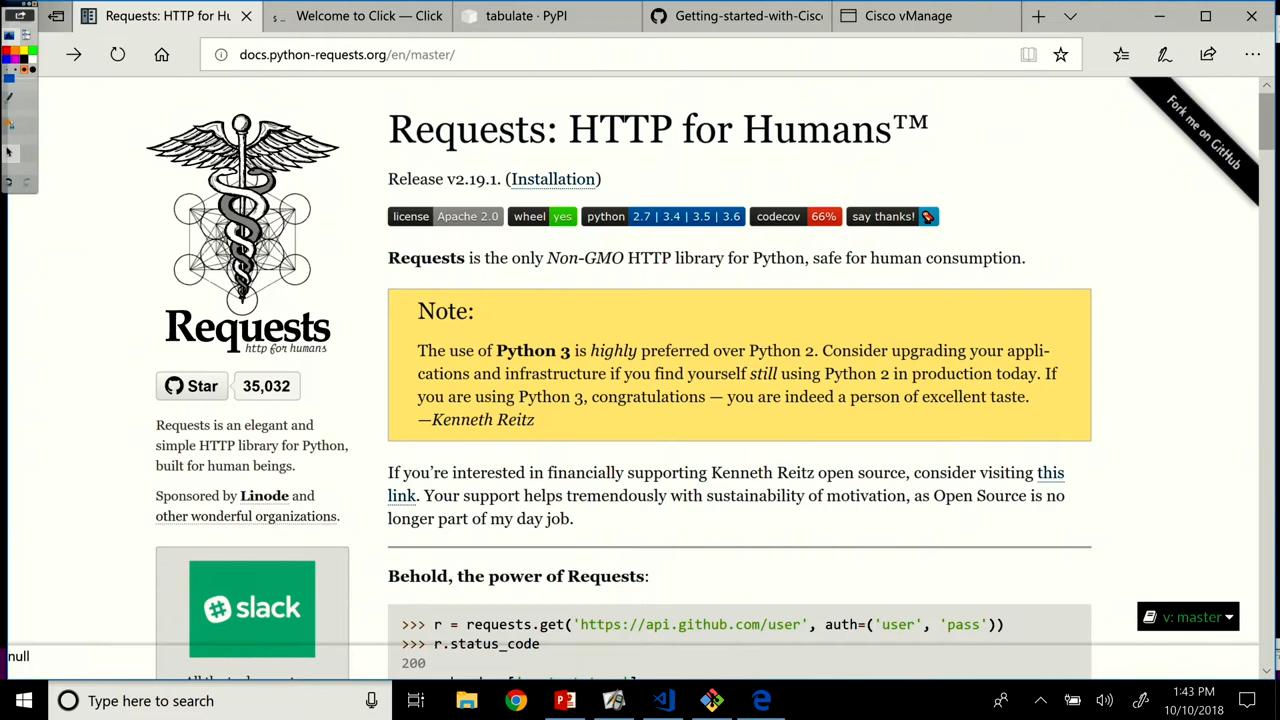 Requests: HTTP for Hu
Welcome to Click — Click
tabulate · PyPI
Getting-started-with-Cisco
Cisco vManage
docs.python-requests.org/en/master/
Fork me on GitHub
Requests
http for humans
Star 35,032
Requests is an elegant and
simple HTTP library for Python,
built for human beings.
Sponsored by Linode and
other wonderful organizations.
slack
Requests: HTTP for Humans™
Release v2.19.1. (Installation)
license Apache 2.0 wheel yes python 2.7 | 3.4 | 3.5 | 3.6 codecov 66% say thanks!
Requests is the only Non-GMO HTTP library for Python, safe for human consumption.
Note:
The use of Python 3 is highly preferred over Python 2. Consider upgrading your appli-
cations and infrastructure if you find yourself still using Python 2 in production today. If
you are using Python 3, congratulations — you are indeed a person of excellent taste.
—Kenneth Reitz
If you’re interested in financially supporting Kenneth Reitz open source, consider visiting this
link. Your support helps tremendously with sustainability of motivation, as Open Source is no
longer part of my day job.
Behold, the power of Requests:
>>> r = requests.get('https://api.github.com/user', auth=('user', 'pass'))
>>> r.status_code
200
v: master
null
Type here to search
1:43 PM
10/10/2018